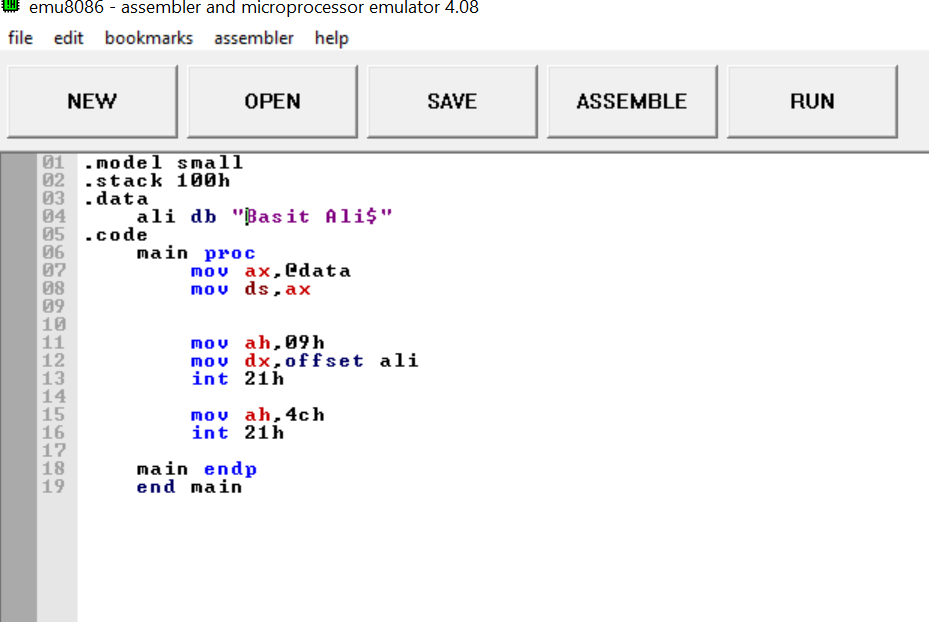 emu8086 - assembler and microprocessor emulator 4.08
file edit bookmarks assembler help
NEW OPEN SAVE ASSEMBLE RUN
01 .model small
02 .stack 100h
03 .data
04 ali db "Basit Ali$"
05 .code
06 main proc
07 mov ax,@data
08 mov ds,ax
09
10
11 mov ah,09h
12 mov dx,offset ali
13 int 21h
14
15 mov ah,4ch
16 int 21h
17
18 main endp
19 end main